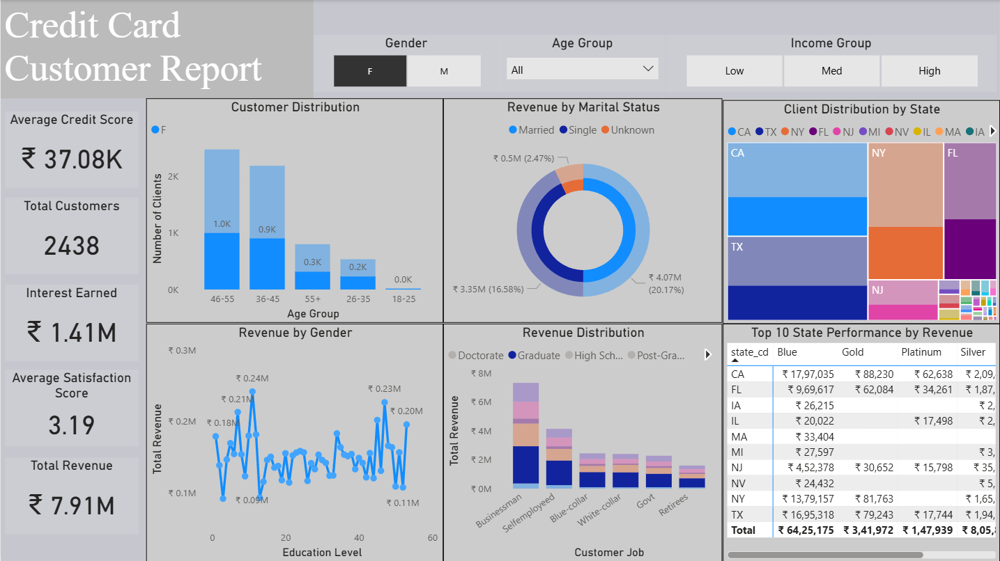 Credit Card
Customer Report
Gender
F
M
Age Group
All
Income Group
Low
Med
High
Average Credit Score
₹ 37.08K
Total Customers
2438
Interest Earned
₹ 1.41M
Average Satisfaction
Score
3.19
Total Revenue
₹ 7.91M
Customer Distribution
F
Number of Clients
2K
1K
0K
1.0K
0.9K
0.3K
0.2K
0.0K
46-55
36-45
55+
26-35
18-25
Age Group
Revenue by Marital Status
Married
Single
Unknown
₹ 0.5M (2.47%)
₹ 3.35M (16.58%)
₹ 4.07M
(20.17%)
Client Distribution by State
CA
TX
NY
FL
NJ
MI
NV
IL
MA
IA
CA
NY
FL
TX
NJ
Revenue by Gender
Total Revenue
₹ 0.3M
₹ 0.2M
₹ 0.1M
₹ 0.18M
₹ 0.21M
₹ 0.24M
₹ 0.09M
₹ 0.23M
₹ 0.20M
₹ 0.11M
0
20
40
60
Education Level
Revenue Distribution
Doctorate
Graduate
High Sch...
Post-Gra...
Total Revenue
₹ 8M
₹ 6M
₹ 4M
₹ 2M
₹ 0M
Businessman
Selfemployeed
Blue-collar
White-collar
Govt
Retirees
Customer Job
Top 10 State Performance by Revenue
state_cd Blue Gold Platinum Silver
CA ₹ 17,97,035 ₹ 88,230 ₹ 62,638 ₹ 2,09,
FL ₹ 9,69,617 ₹ 62,084 ₹ 34,261 ₹ 1,87,
IA ₹ 26,215 ₹ 2,
IL ₹ 20,022 ₹ 17,498 ₹ 2,
MA ₹ 33,404
MI ₹ 27,597 ₹ 3,
NJ ₹ 4,52,378 ₹ 30,652 ₹ 15,798 ₹ 35,
NV ₹ 24,432 ₹ 5,
NY ₹ 13,79,157 ₹ 81,763 ₹ 1,65,
TX ₹ 16,95,318 ₹ 79,243 ₹ 17,744 ₹ 1,94,
Total ₹ 64,25,175 ₹ 3,41,972 ₹ 1,47,939 ₹ 8,05,